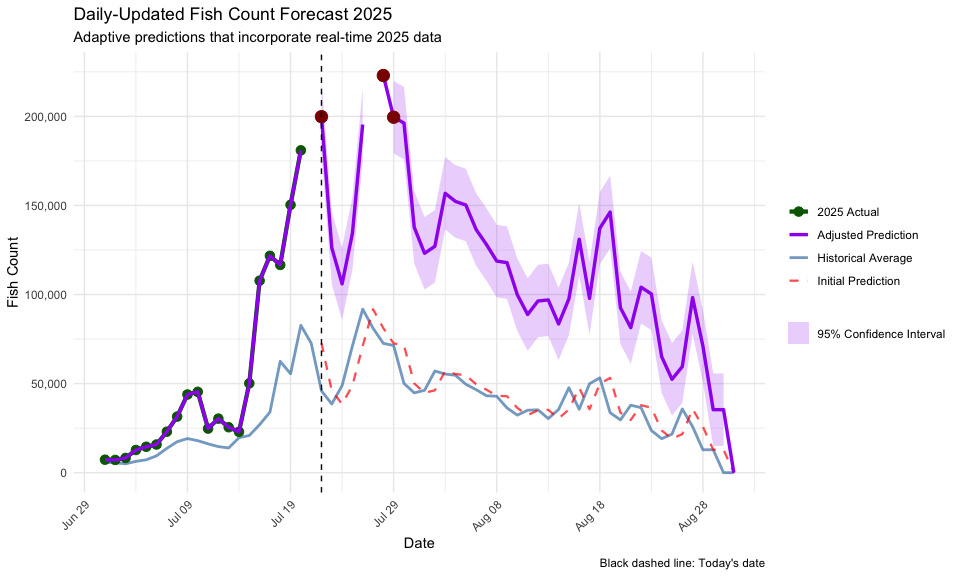 Daily-Updated Fish Count Forecast 2025
Adaptive predictions that incorporate real-time 2025 data
Fish Count
200,000
150,000
100,000
50,000
0
Jun 29
Jul 09
Jul 19
Jul 29
Aug 08
Aug 18
Aug 28
Date
2025 Actual
Adjusted Prediction
Historical Average
Initial Prediction
95% Confidence Interval
Black dashed line: Today's date